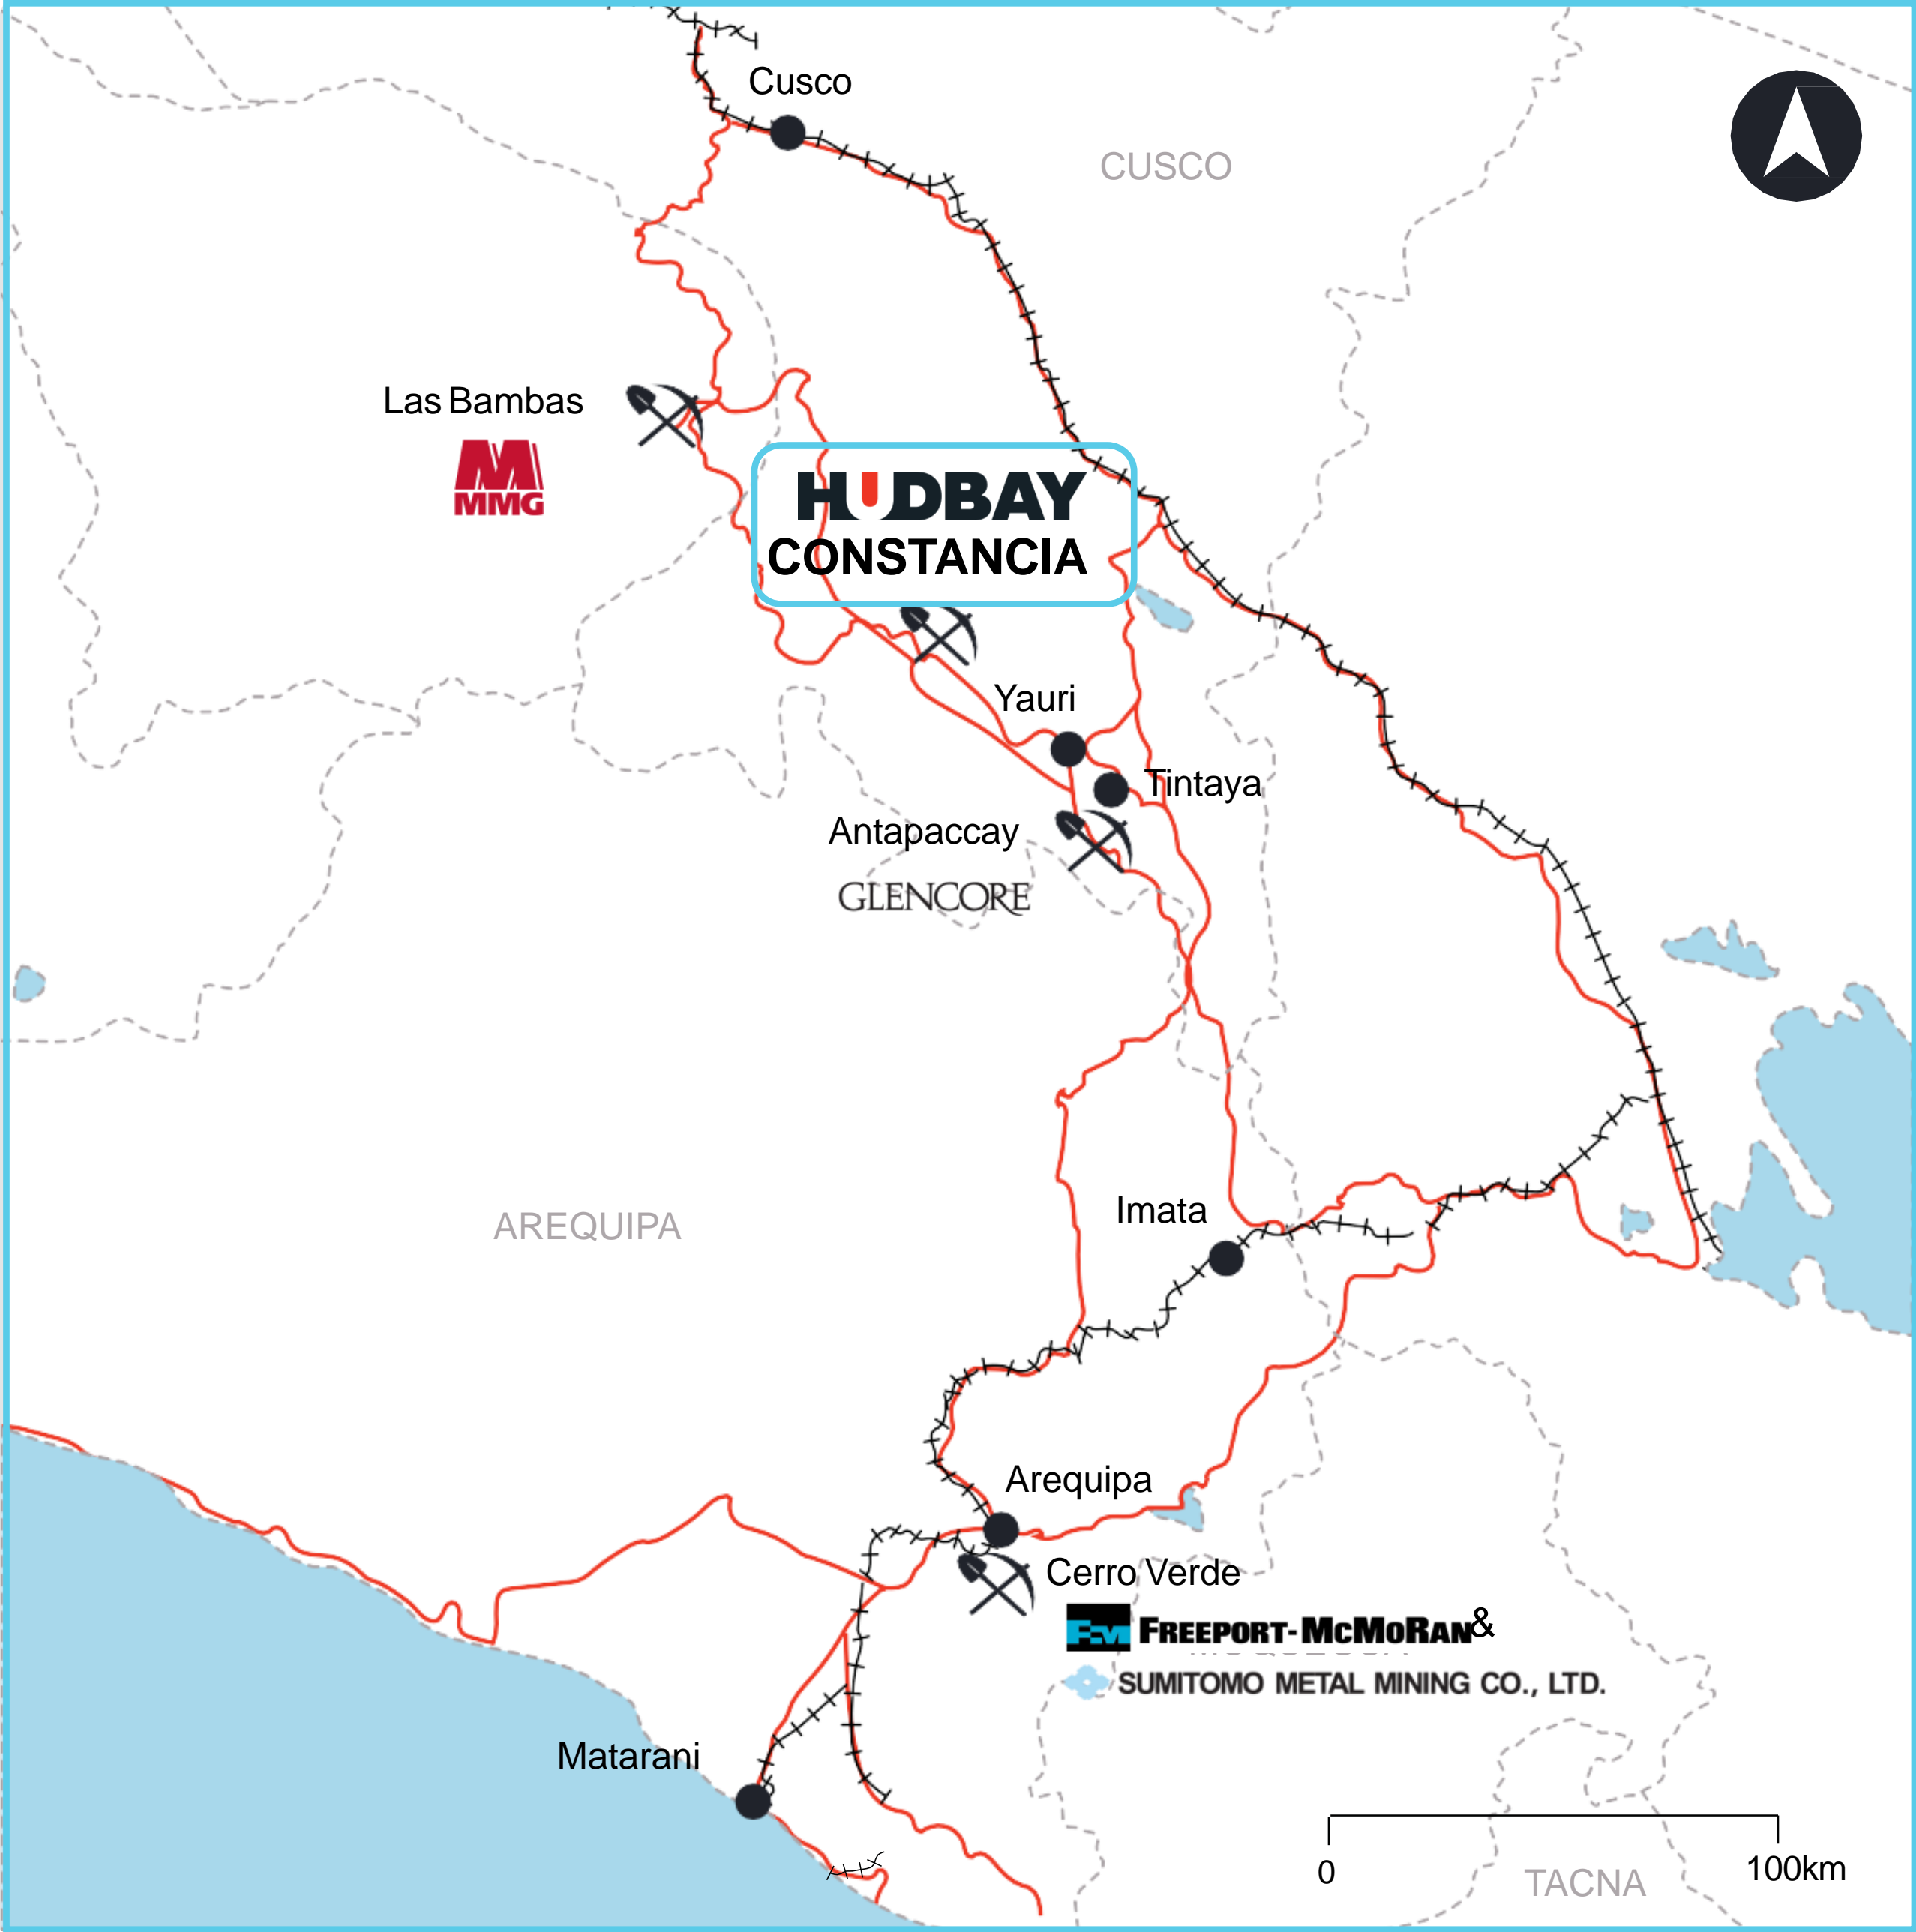 Cusco
CUSCO
Las Bambas
MMG
HUDBAY
CONSTANCIA
Yauri
Tintaya
Antapaccay
GLENCORE
Imata
AREQUIPA
Arequipa
Cerro Verde
FM FREEPORT-McMoRAN &
SUMITOMO METAL MINING CO., LTD.
Matarani
0
100km
TACNA